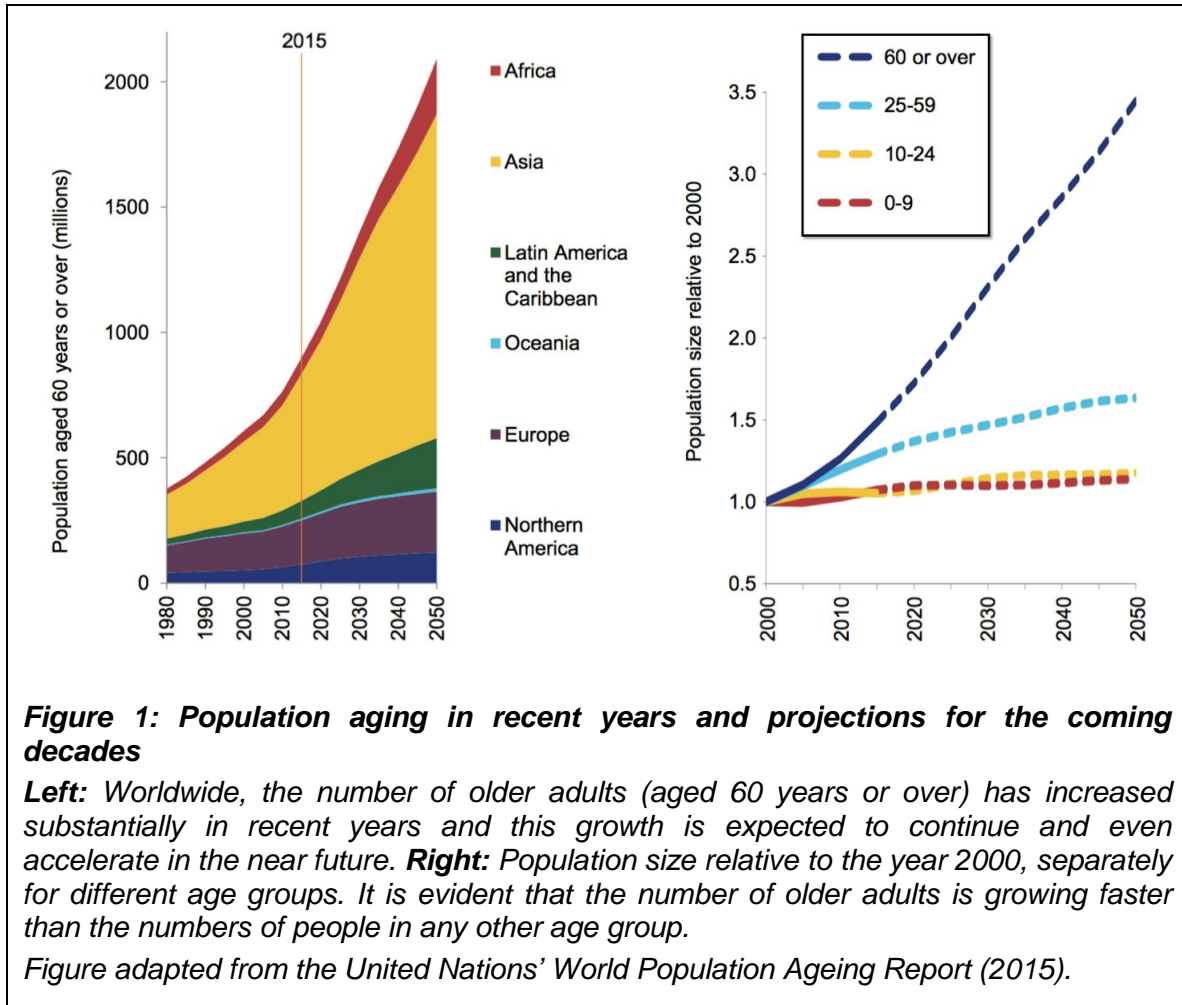 2015
Population aged 60 years or over (millions)
2000
1500
1000
500
0
1980
1990
2000
2010
2020
2030
2040
2050
Africa
Asia
Latin America
and the
Caribbean
Oceania
Europe
Northern
America
60 or over
25-59
10-24
0-9
Population size relative to 2000
3.5
3.0
2.5
2.0
1.5
1.0
0.5
2000
2010
2020
2030
2040
2050
Figure 1: Population aging in recent years and projections for the coming
decades
Left: Worldwide, the number of older adults (aged 60 years or over) has increased
substantially in recent years and this growth is expected to continue and even
accelerate in the near future. Right: Population size relative to the year 2000, separately
for different age groups. It is evident that the number of older adults is growing faster
than the numbers of people in any other age group.
Figure adapted from the United Nations’ World Population Ageing Report (2015).